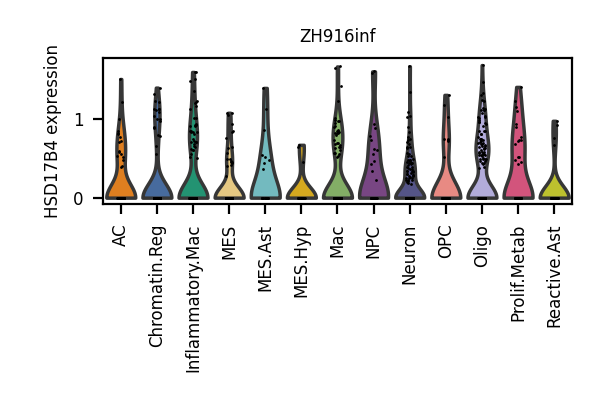 ZH916inf
HSD17B4 expression
1
0
AC
Chromatin.Reg
Inflammatory.Mac
MES
MES.Ast
MES.Hyp
Mac
NPC
Neuron
OPC
Oligo
Prolif.Metab
Reactive.Ast